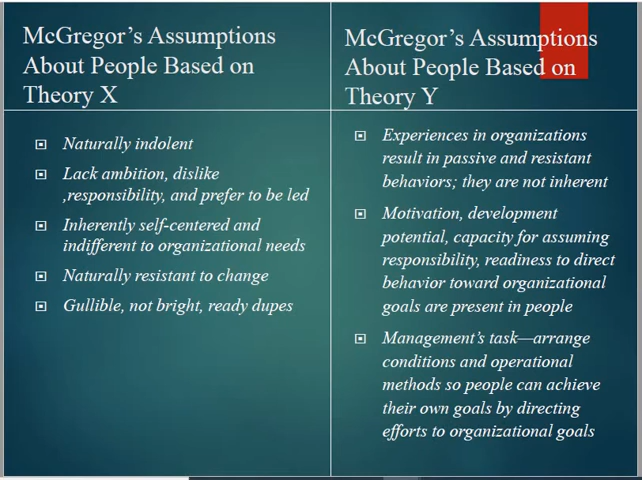 McGregor's Assumptions
About People Based on
Theory X
Naturally indolent
Lack ambition, dislike
,responsibility, and prefer to be led
Inherently self-centered and
indifferent to organizational needs
Naturally resistant to change
Gullible, not bright, ready dupes
McGregor's Assumptions
About People Based on
Theory Y
Experiences in organizations
result in passive and resistant
behaviors; they are not inherent
Motivation, development
potential, capacity for assuming
responsibility, readiness to direct
behavior toward organizational
goals are present in people
Management's task—arrange
conditions and operational
methods so people can achieve
their own goals by directing
efforts to organizational goals